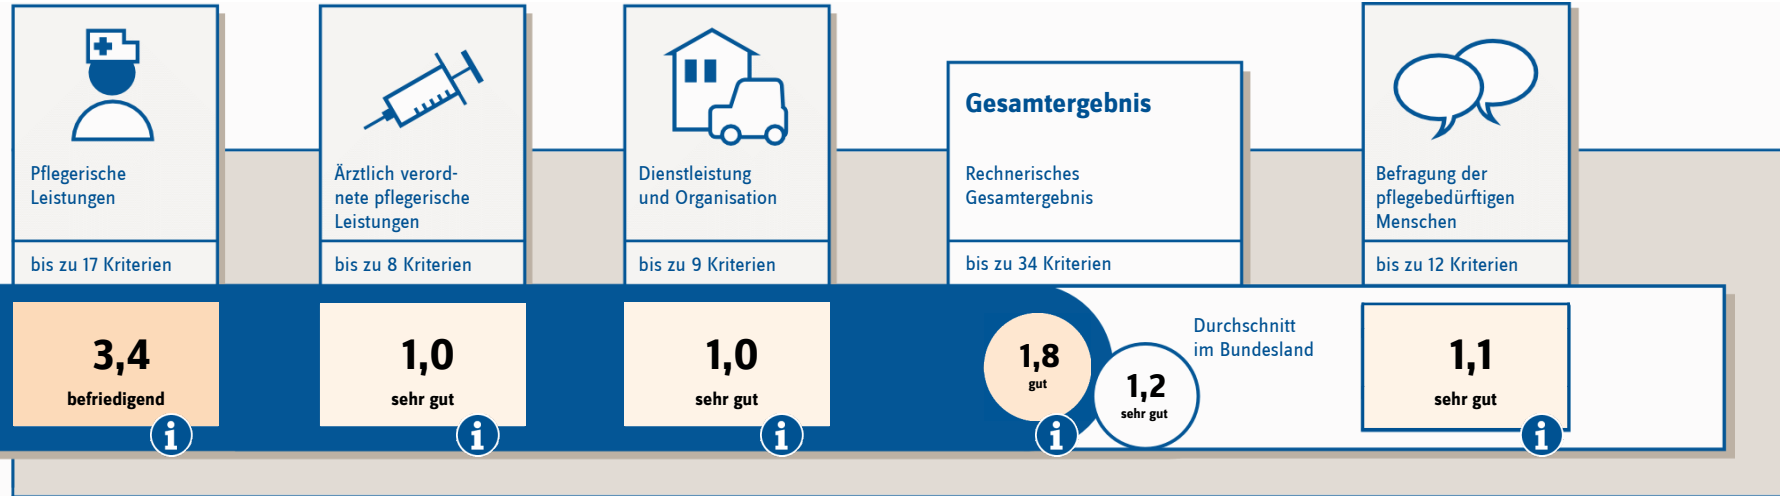 Pflegerische
Leistungen
bis zu 17 Kriterien
3,4
befriedigend
Ärztlich verord-
nete pflegerische
Leistungen
bis zu 8 Kriterien
1,0
sehr gut
Dienstleistung
und Organisation
bis zu 9 Kriterien
1,0
sehr gut
Gesamtergebnis
Rechnerisches
Gesamtergebnis
bis zu 34 Kriterien
1,8
gut
1,2
sehr gut
Durchschnitt
im Bundesland
Befragung der
pflegebedürftigen
Menschen
bis zu 12 Kriterien
1,1
sehr gut